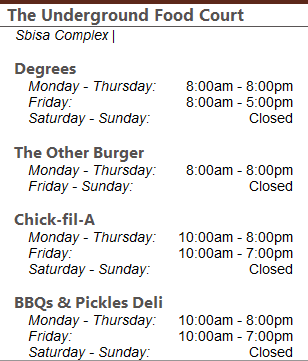 The Underground Food Court
Sbisa Complex |
Degrees
Monday - Thursday: 8:00am - 8:00pm
Friday: 8:00am - 5:00pm
Saturday - Sunday: Closed
The Other Burger
Monday - Thursday: 8:00am - 8:00pm
Friday - Sunday: Closed
Chick-fil-A
Monday - Thursday: 10:00am - 8:00pm
Friday: 10:00am - 7:00pm
Saturday - Sunday: Closed
BBQs & Pickles Deli
Monday - Thursday: 10:00am - 8:00pm
Friday: 10:00am - 7:00pm
Saturday - Sunday: Closed